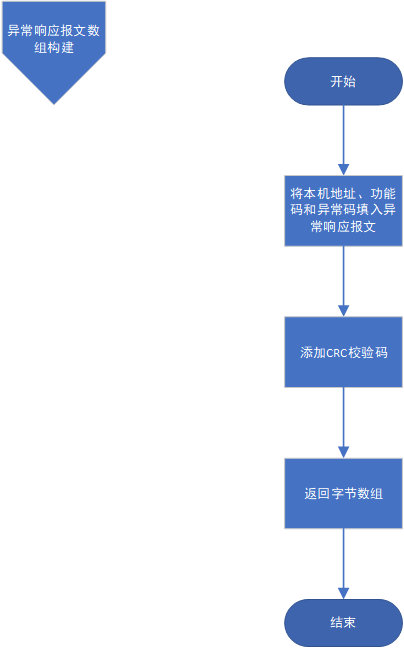 异常响应报文数
组构建
开始
将本机地址、功能
码和异常码填入异
常响应报文
添加CRC校验码
返回字节数组
结束